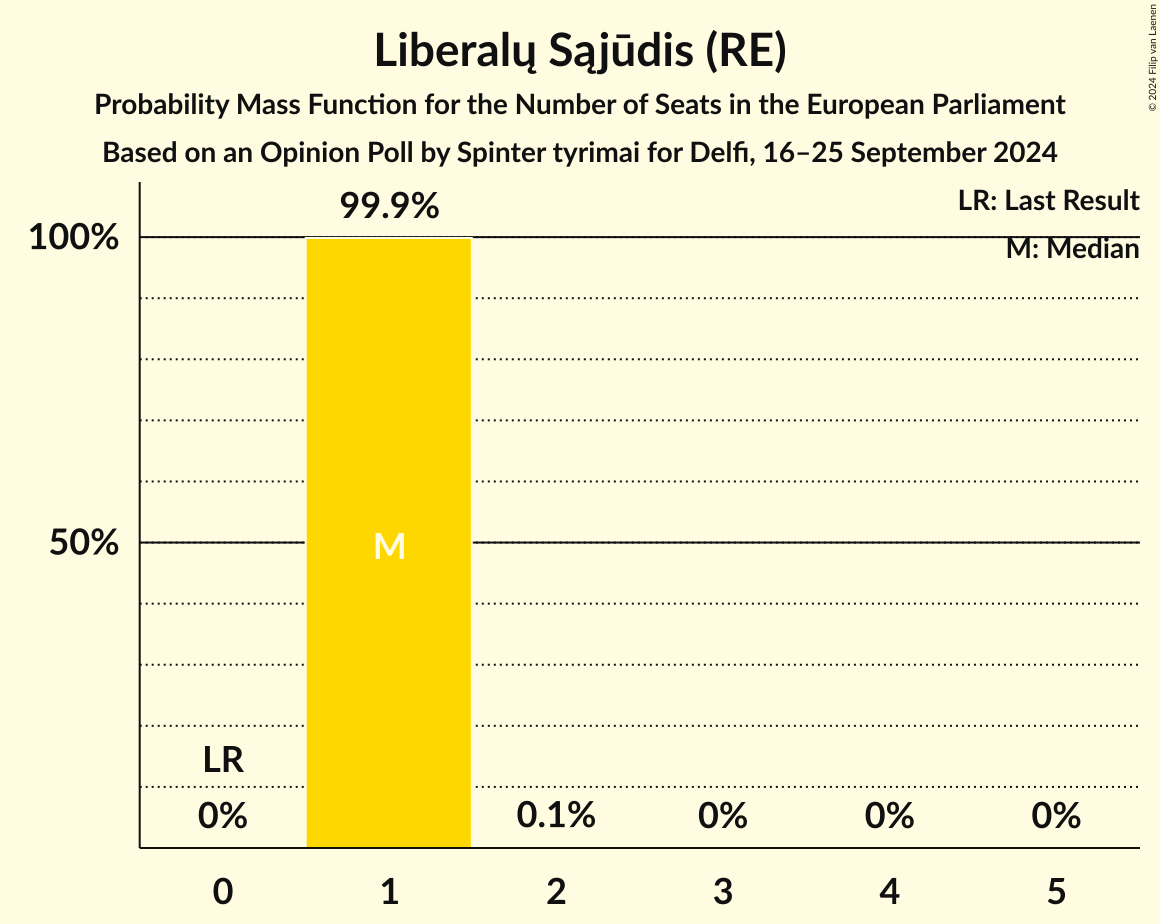 Liberalų Sąjūdis (RE)
Probability Mass Function for the Number of Seats in the European Parliament
Based on an Opinion Poll by Spinter tyrimai for Delfi, 16–25 September 2024
© 2024 Filip van Laenen
LR: Last Result
M: Median
99.9%
100%
50%
M
LR
0%
0.1%
0%
0%
0%
0
1
2
3
4
5